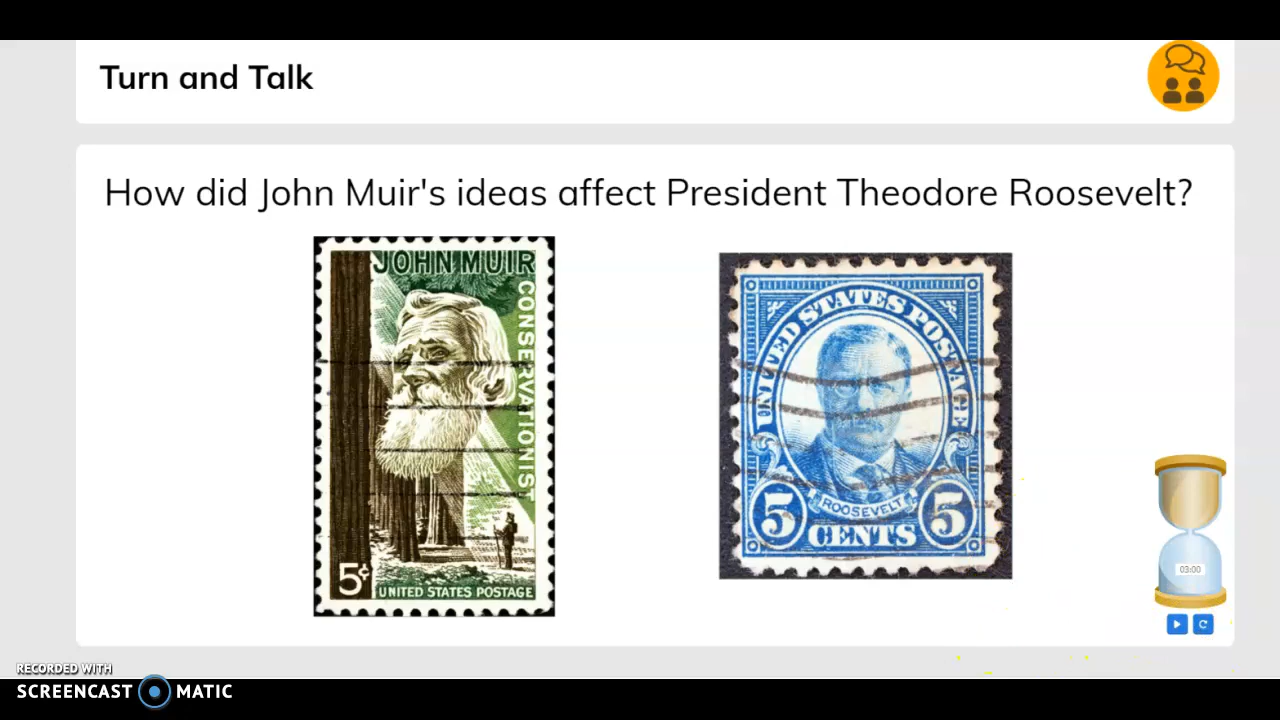 Turn and Talk
How did John Muir's ideas affect President Theodore Roosevelt?
JOHN MUIR
CONSERVATIONIST
5¢
UNITED STATES POSTAGE
UNITED STATES POSTAGE
ROOSEVELT
5 5
CENTS
03:00
RECORDED WITH
SCREENCAST MATIC